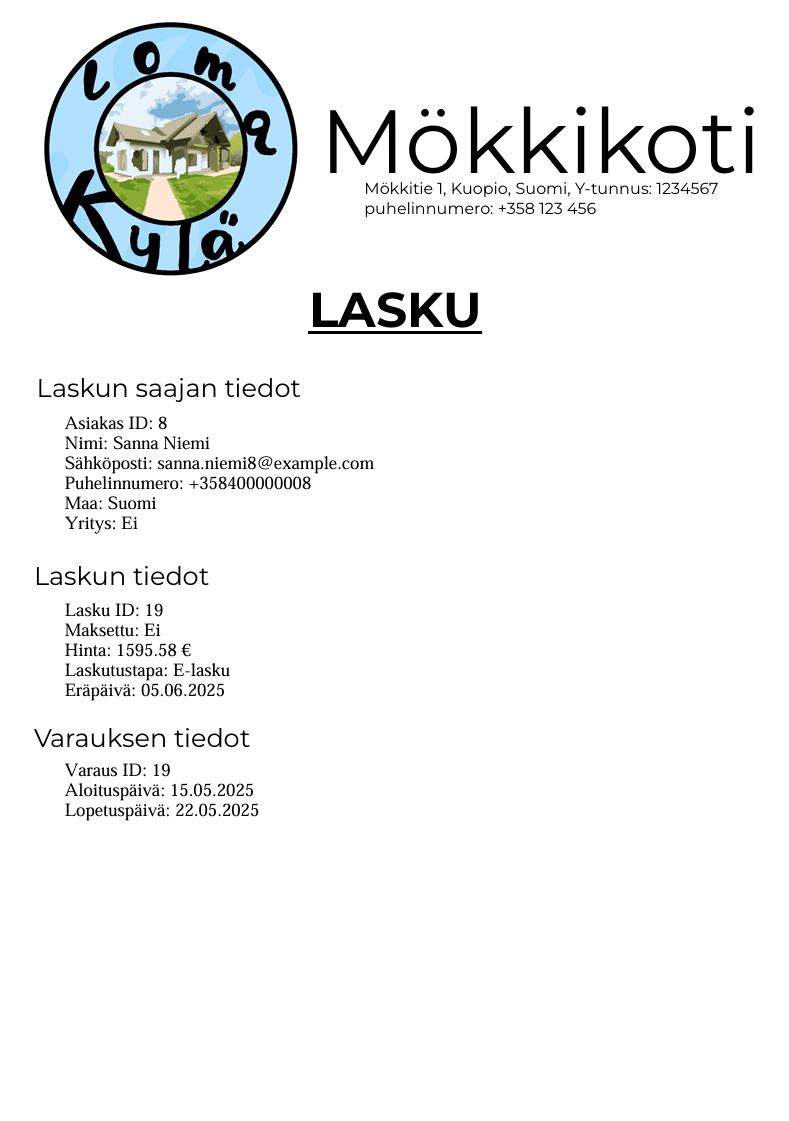 loma
Kylä
Mökkikoti
Mökkitie 1, Kuopio, Suomi, Y-tunnus: 1234567
puhelinnumero: +358 123 456
LASKU
Laskun saajan tiedot
Asiakas ID: 8
Nimi: Sanna Niemi
Sähköposti: sanna.niemi8@example.com
Puhelinnumero: +358400000008
Maa: Suomi
Yritys: Ei
Laskun tiedot
Lasku ID: 19
Maksettu: Ei
Hinta: 1595.58 €
Laskutustapa: E-lasku
Eräpäivä: 05.06.2025
Varauksen tiedot
Varaus ID: 19
Aloituspäivä: 15.05.2025
Lopetuspäivä: 22.05.2025